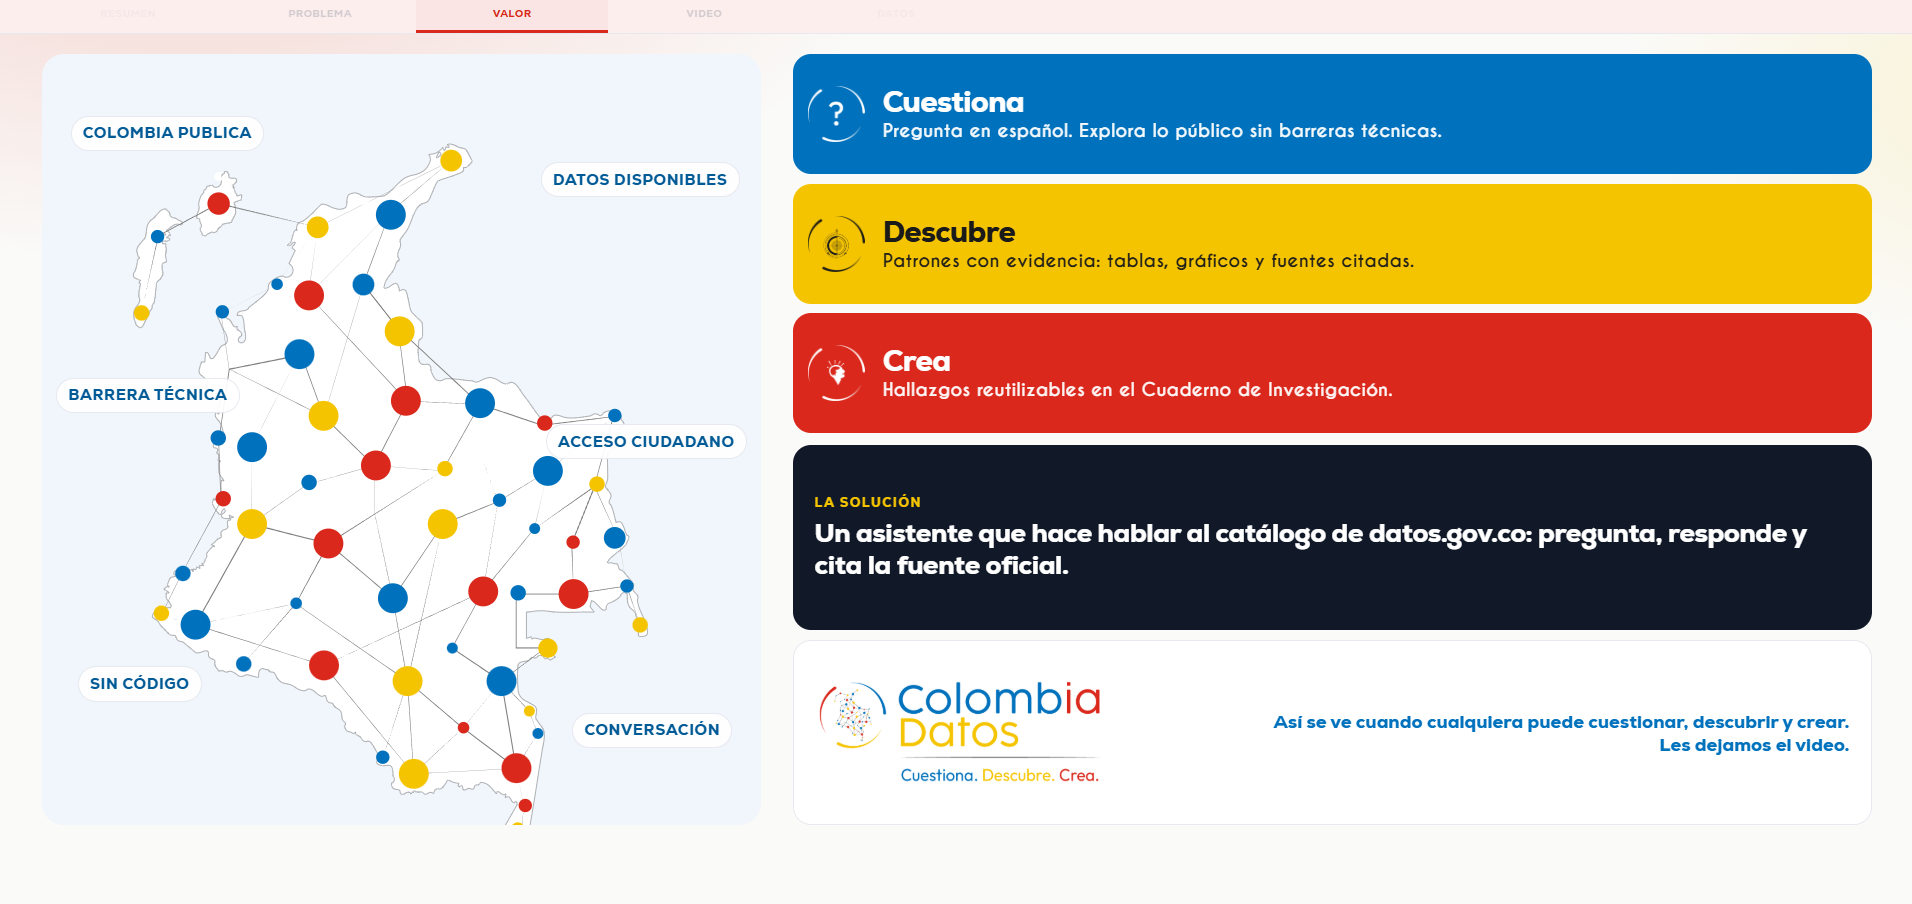 RESUMEN
PROBLEMA
VALOR
VIDEO
DATOS
COLOMBIA PUBLICA
DATOS DISPONIBLES
BARRERA TÉCNICA
ACCESO CIUDADANO
SIN CÓDIGO
CONVERSACIÓN
?
Cuestiona
Pregunta en español. Explora lo público sin barreras técnicas.
Descubre
Patrones con evidencia: tablas, gráficos y fuentes citadas.
Crea
Hallazgos reutilizables en el Cuaderno de Investigación.
LA SOLUCIÓN
Un asistente que hace hablar al catálogo de datos.gov.co: pregunta, responde y
cita la fuente oficial.
Colombia
Datos
Cuestiona. Descubre. Crea.
Así se ve cuando cualquiera puede cuestionar, descubrir y crear.
Les dejamos el video.